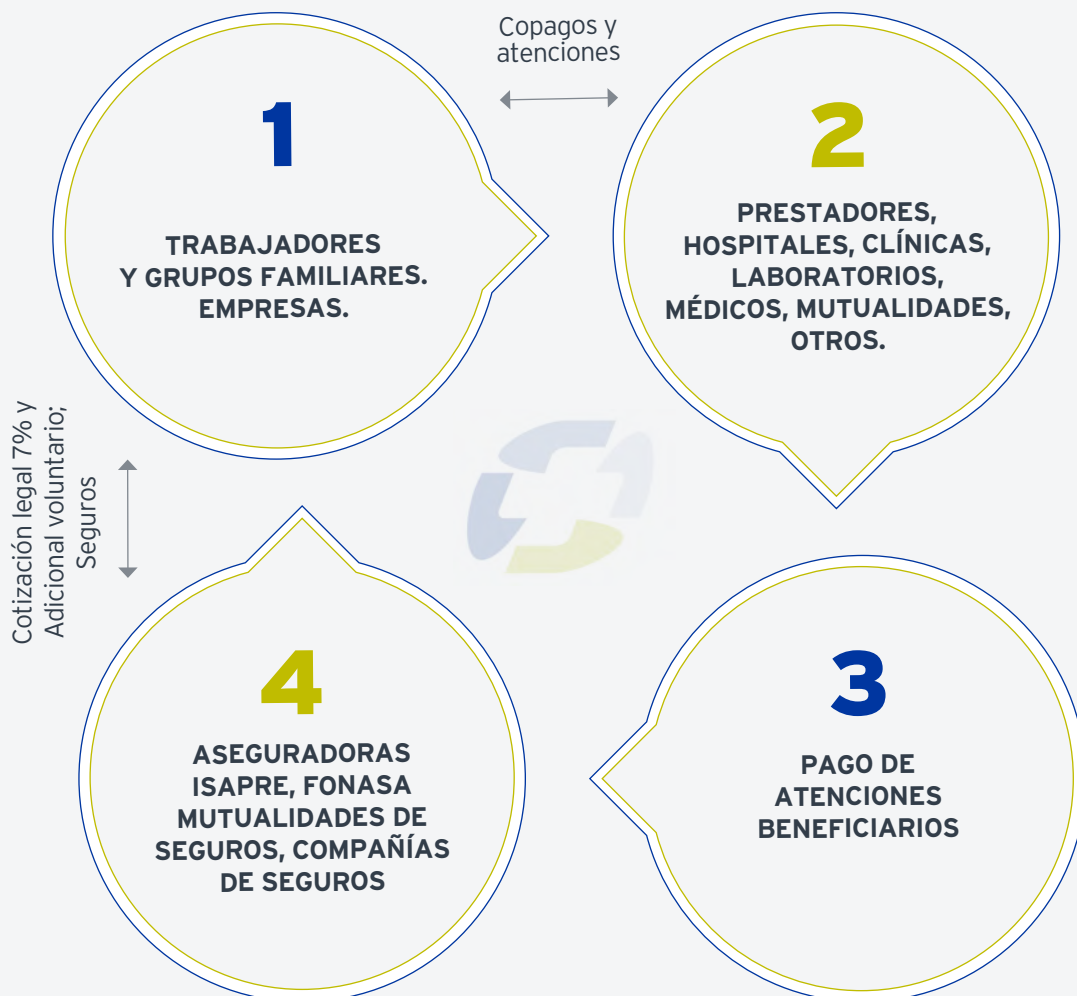 Copagos y
atenciones
1
TRABAJADORES
Y GRUPOS FAMILIARES.
EMPRESAS.
2
PRESTADORES,
HOSPITALES, CLÍNICAS,
LABORATORIOS,
MÉDICOS, MUTUALIDADES,
OTROS.
Cotización legal 7% y
Adicional voluntario;
Seguros
4
ASEGURADORAS
ISAPRE, FONASA
MUTUALIDADES DE
SEGUROS, COMPAÑÍAS
DE SEGUROS
3
PAGO DE
ATENCIONES
BENEFICIARIOS